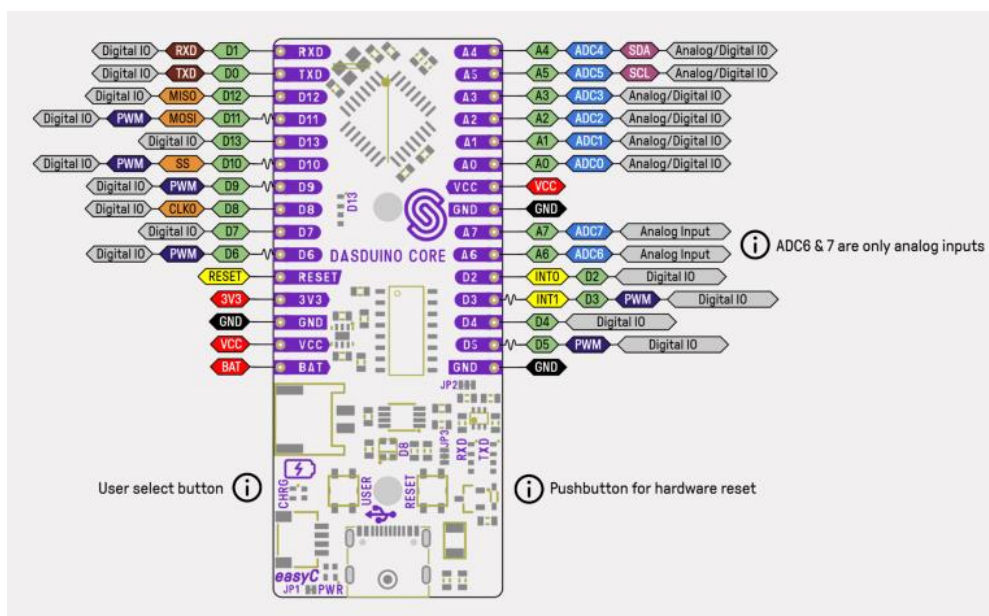 Digital IO RXD D1 RXD A4 A4 ADC4 SDA Analog/Digital IO
Digital IO TXD D0 TXD A5 A5 ADC5 SCL Analog/Digital IO
Digital IO MISO D12 D12 A3 A3 ADC3 Analog/Digital IO
Digital IO PWM MOSI D11 D11 A2 A2 ADC2 Analog/Digital IO
Digital IO D13 D13 A1 A1 ADC1 Analog/Digital IO
Digital IO PWM SS D10 D10 A0 A0 ADC0 Analog/Digital IO
Digital IO PWM D9 D9 D13 VCC VCC
Digital IO CLKO D8 D8 GND GND
Digital IO D7 D7 A7 A7 ADC7 Analog Input
ADC6 & 7 are only analog inputs
Digital IO PWM D6 D6 DASDUINO CORE A6 A6 ADC6 Analog Input
RESET RESET D2 INT0 D2 Digital IO
3V3 3V3 D3 INT1 D3 PWM Digital IO
GND GND D4 D4 Digital IO
VCC VCC D5 D5 PWM Digital IO
BAT BAT GND GND
JP2
D8 JP3 RXD TXD
User select button CHRG USER RESET Pushbutton for hardware reset
easyC
JP1 PWR